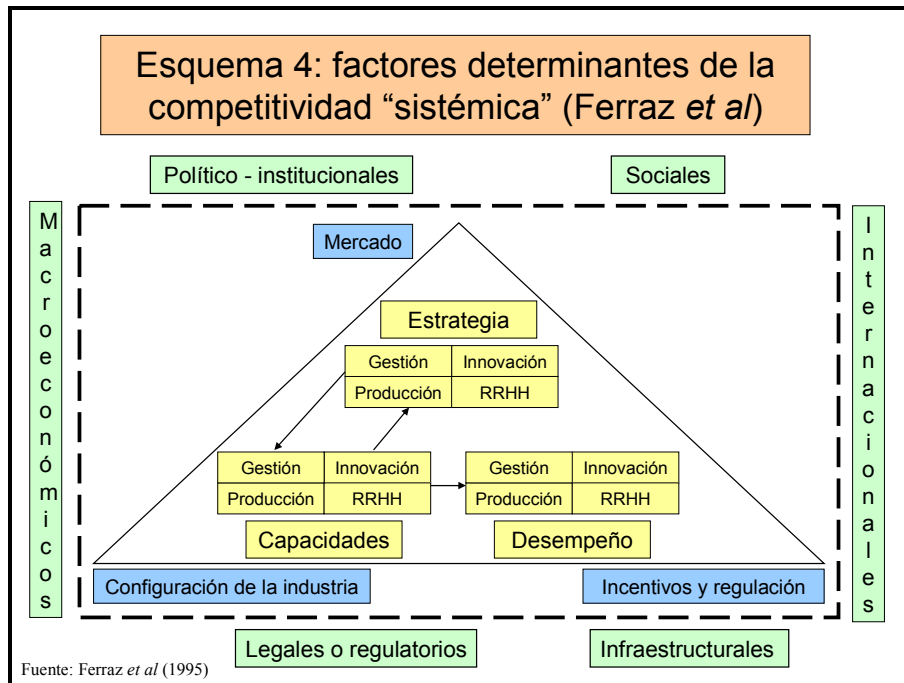 Esquema 4: factores determinantes de la
competitividad “sistémica” (Ferraz et al)
Político - institucionales
Sociales
Macroeconómicos
Internacionales
Mercado
Estrategia
Gestión Innovación
Producción RRHH
Gestión Innovación
Producción RRHH
Gestión Innovación
Producción RRHH
Capacidades
Desempeño
Configuración de la industria
Incentivos y regulación
Legales o regulatorios
Infraestructurales
Fuente: Ferraz et al (1995)